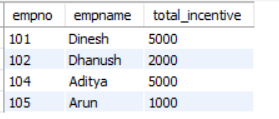 empno empname total_incentive
101 Dinesh 5000
102 Dhanush 2000
104 Aditya 5000
105 Arun 1000